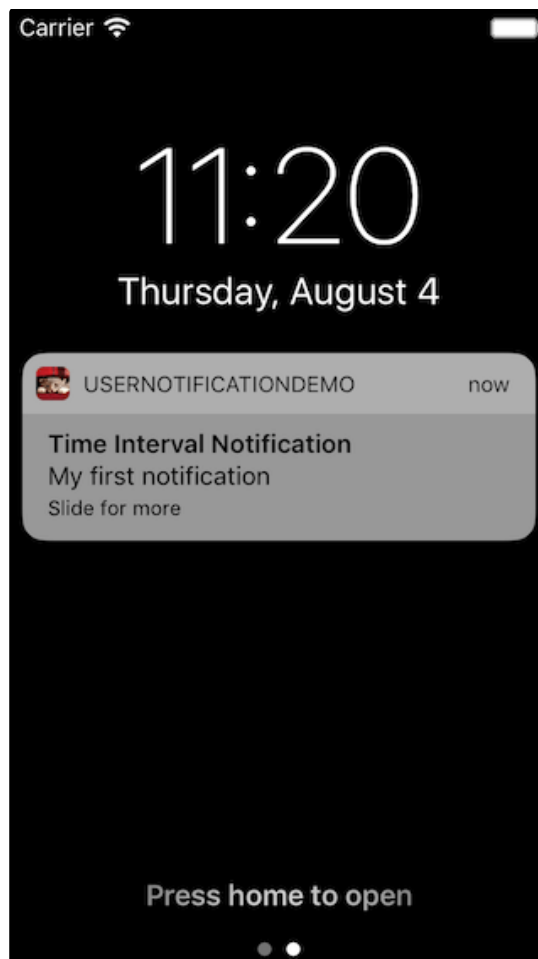 Carrier
11:20
Thursday, August 4
USERNOTIFICATIONDEMO now
Time Interval Notification
My first notification
Slide for more
Press home to open